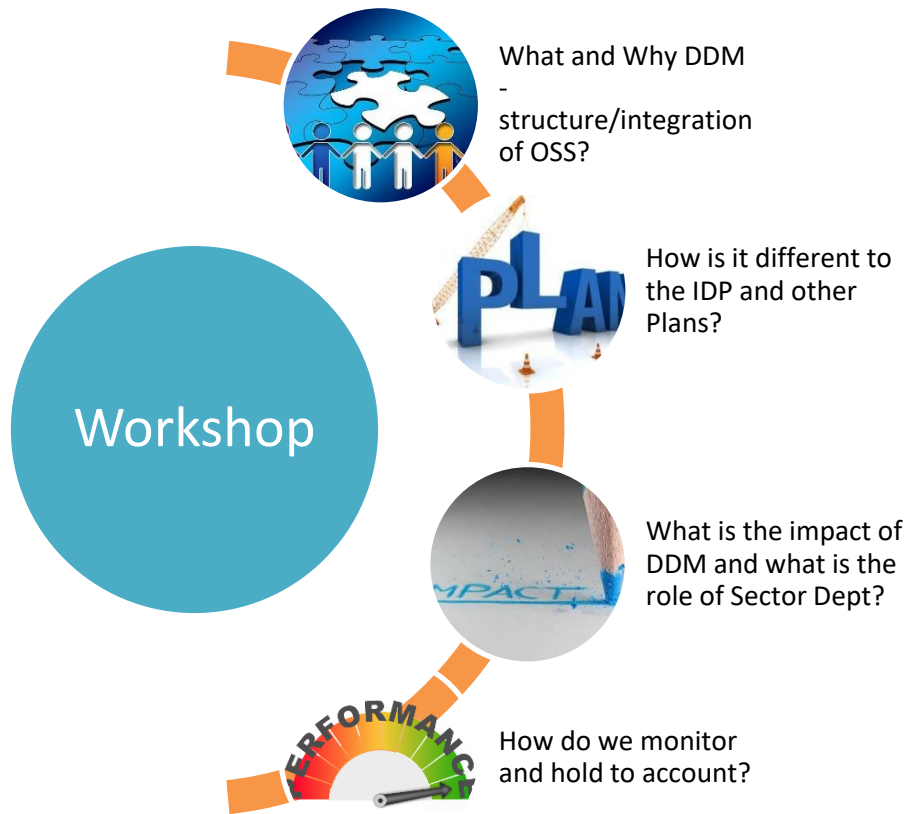 What and Why DDM
-
structure/integration
of OSS?
PLAN
How is it different to
the IDP and other
Plans?
Workshop
IMPACT
What is the impact of
DDM and what is the
role of Sector Dept?
PERFORMANCE
How do we monitor
and hold to account?